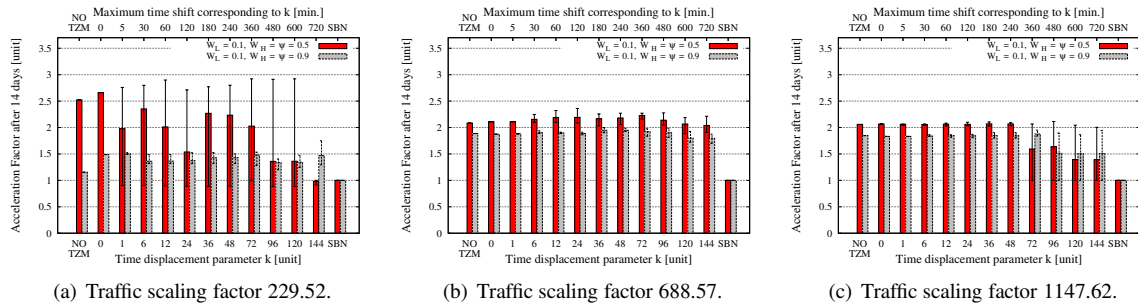 Maximum time shift corresponding to k [min.]
NO TZM 0 5 30 60 120 180 240 360 480 600 720 SBN
W_L = 0.1, W_H = ψ = 0.5
W_L = 0.1, W_H = ψ = 0.9
Acceleration Factor after 14 days [unit]
3.5
3
2.5
2
1.5
1
0.5
0
NO TZM 0 1 6 12 24 36 48 72 96 120 144 SBN
Time displacement parameter k [unit]
(a) Traffic scaling factor 229.52.
Maximum time shift corresponding to k [min.]
NO TZM 0 5 30 60 120 180 240 360 480 600 720 SBN
W_L = 0.1, W_H = ψ = 0.5
W_L = 0.1, W_H = ψ = 0.9
Acceleration Factor after 14 days [unit]
3.5
3
2.5
2
1.5
1
0.5
0
NO TZM 0 1 6 12 24 36 48 72 96 120 144 SBN
Time displacement parameter k [unit]
(b) Traffic scaling factor 688.57.
Maximum time shift corresponding to k [min.]
NO TZM 0 5 30 60 120 180 240 360 480 600 720 SBN
W_L = 0.1, W_H = ψ = 0.5
W_L = 0.1, W_H = ψ = 0.9
Acceleration Factor after 14 days [unit]
3.5
3
2.5
2
1.5
1
0.5
0
NO TZM 0 1 6 12 24 36 48 72 96 120 144 SBN
Time displacement parameter k [unit]
(c) Traffic scaling factor 1147.62.